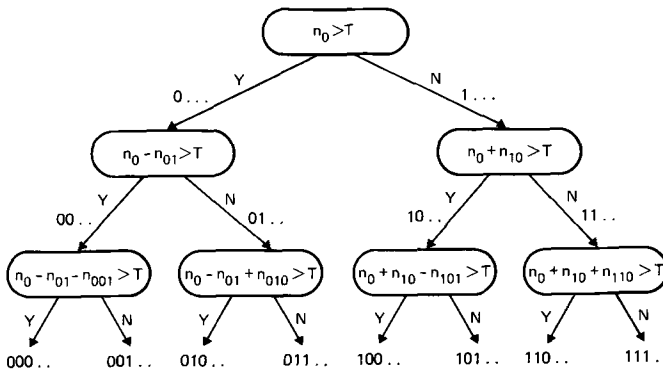 n₀ > T
Y N
0 . . . 1 . . .
n₀ - n₀₁ > T n₀ + n₁₀ > T
Y N Y N
00 . . 01 . . 10 . . 11 . .
n₀ - n₀₁ - n₀₀₁ > T n₀ - n₀₁ + n₀₁₀ > T n₀ + n₁₀ - n₁₀₁ > T n₀ + n₁₀ + n₁₁₀ > T
Y N Y N Y N Y N
000 . . 001 . . 010 . . 011 . . 100 . . 101 . . 110 . . 111 .